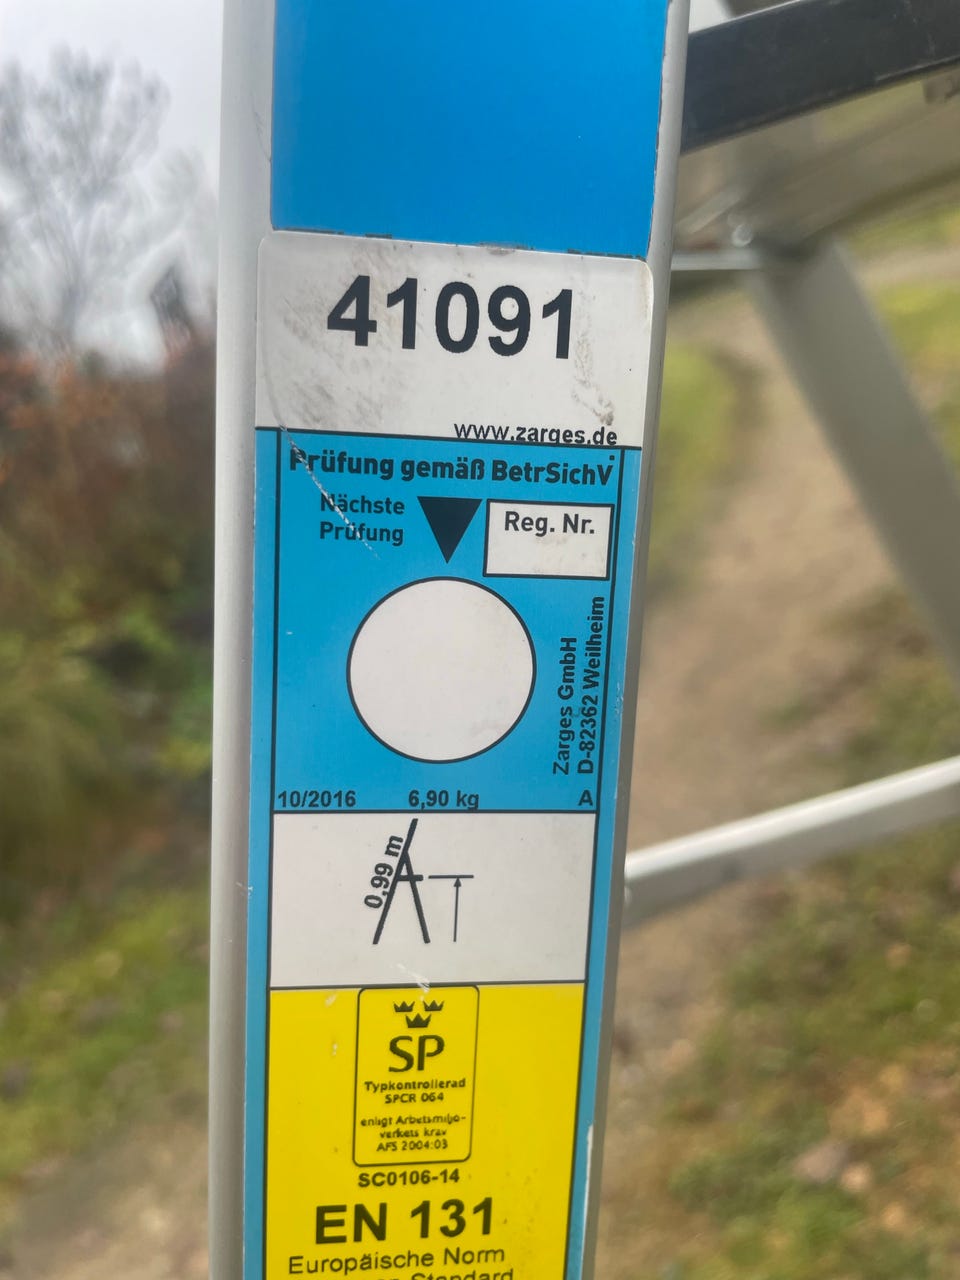 41091
www.zarges.de
Prüfung gemäß BetrSichV
Nächste
Prüfung
Reg. Nr.
Zarges GmbH
D-82362 Weilheim
10/2016 6,90 kg A
0,99 m
SP
Typkontrollerad
SPCR 064
enligt Arbetsmiljö-
verkets krav
AFS 2004:03
SC0106-14
EN 131
Europäische Norm
Standard